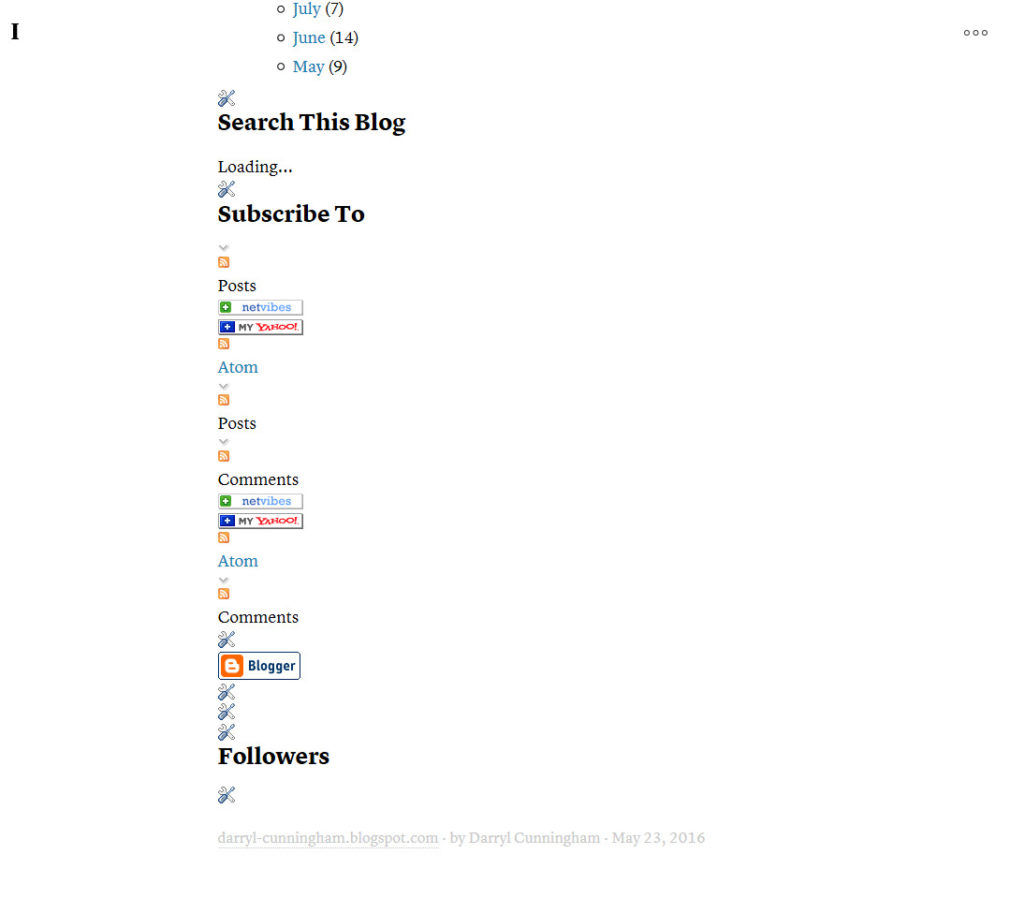 I
July (7)
June (14)
May (9)
Search This Blog
Loading...
Subscribe To
Posts
netvibes
MY YAHOO!
Atom
Posts
Comments
netvibes
MY YAHOO!
Atom
Comments
Blogger
Followers
darryl-cunningham.blogspot.com · by Darryl Cunningham · May 23, 2016